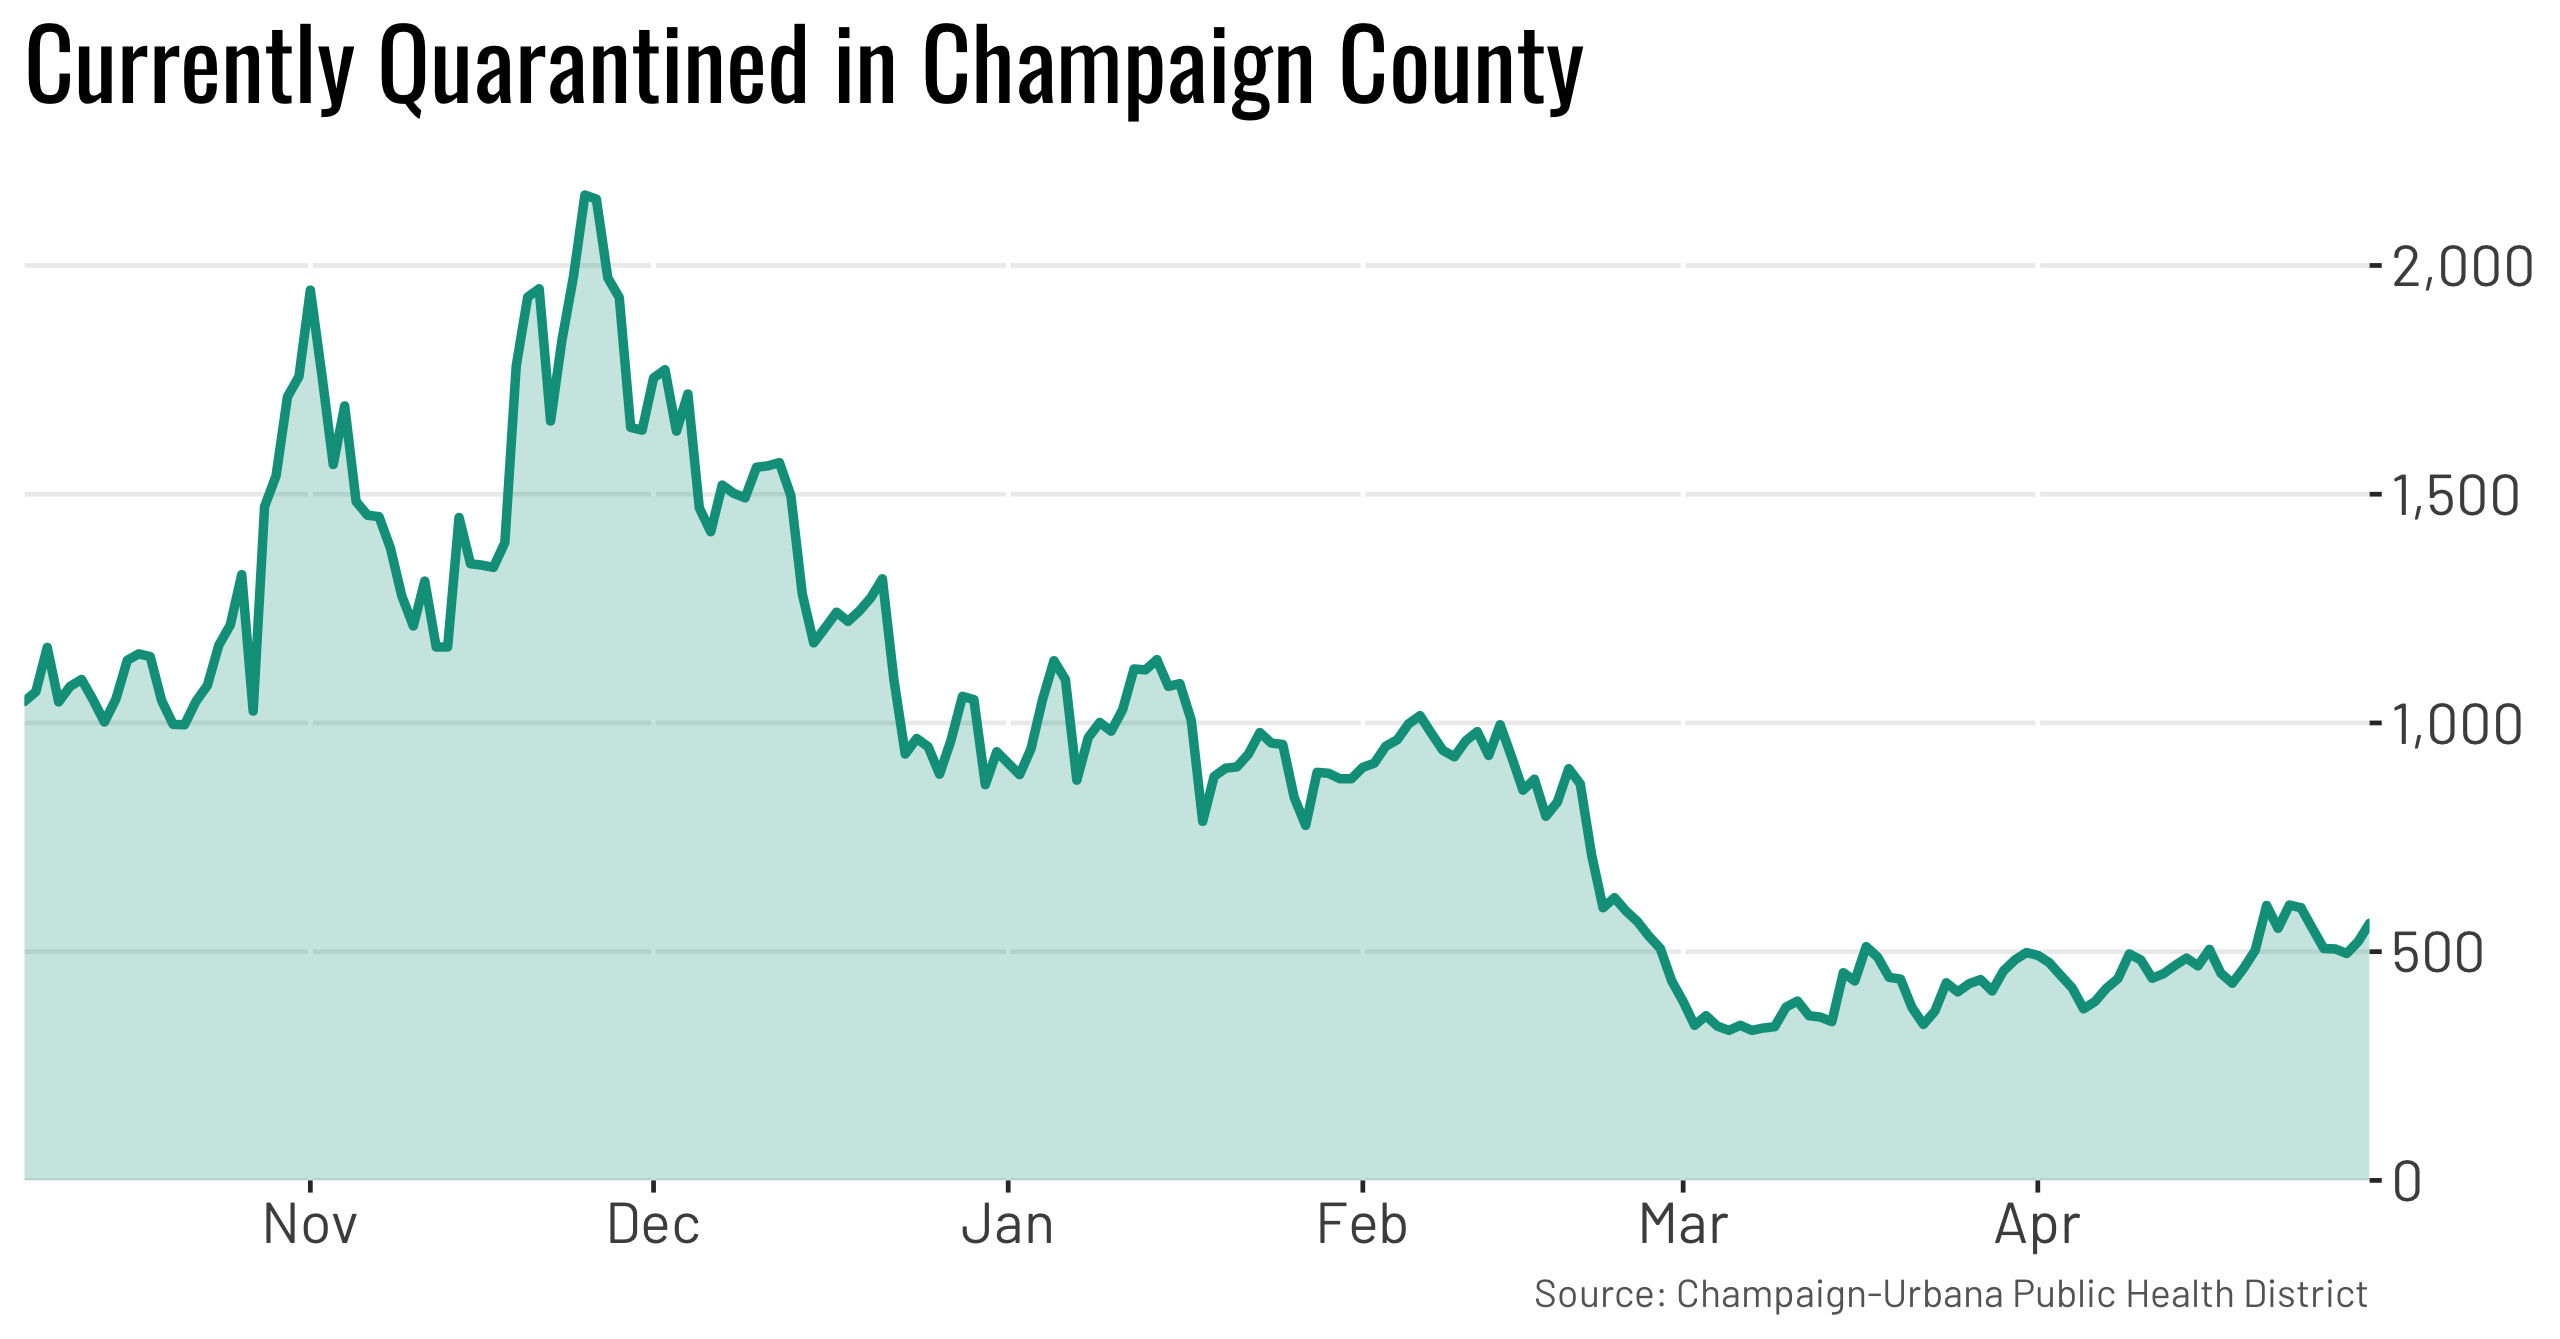 Currently Quarantined in Champaign County
2,000
1,500
1,000
500
0
Nov Dec Jan Feb Mar Apr
Source: Champaign-Urbana Public Health District